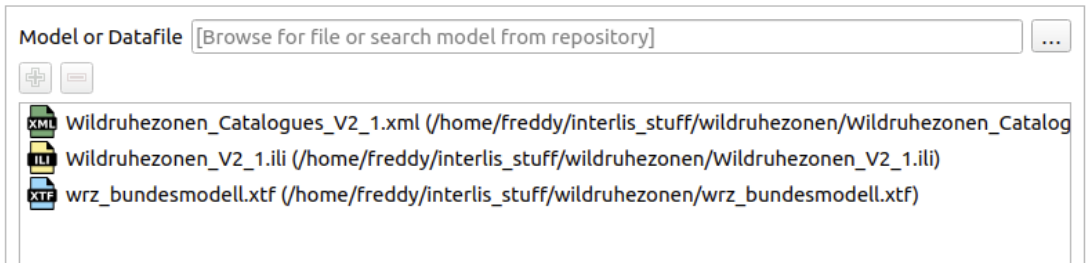 Model or Datafile [Browse for file or search model from repository] ...
XML Wildruhezonen_Catalogues_V2_1.xml (/home/freddy/interlis_stuff/wildruhezonen/Wildruhezonen_Catalog
ILI Wildruhezonen_V2_1.ili (/home/freddy/interlis_stuff/wildruhezonen/Wildruhezonen_V2_1.ili)
XTF wrz_bundesmodell.xtf (/home/freddy/interlis_stuff/wildruhezonen/wrz_bundesmodell.xtf)